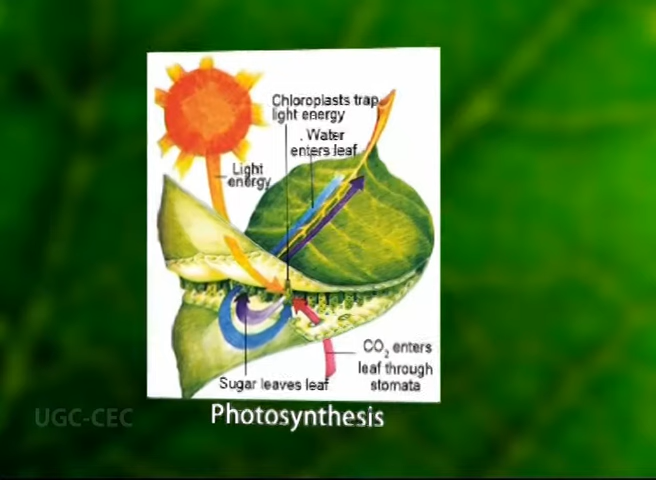 Chloroplasts trap
light energy
. Water
enters leaf
Light
energy
CO₂ enters
leaf through
stomata
Sugar leaves leaf
UGC-CEC
Photosynthesis